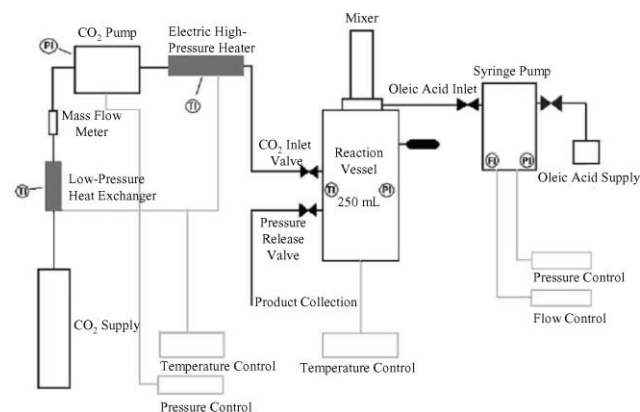 Mixer
CO2 Pump
Electric High-
Pressure Heater
PI
TI
Oleic Acid Inlet
Syringe Pump
Mass Flow
Meter
CO2 Inlet
Valve
Reaction
Vessel
TI
PI
250 mL
FI
PI
Oleic Acid Supply
TI
Low-Pressure
Heat Exchanger
Pressure
Release
Valve
Product Collection
Pressure Control
Flow Control
CO2 Supply
Temperature Control
Pressure Control
Temperature Control